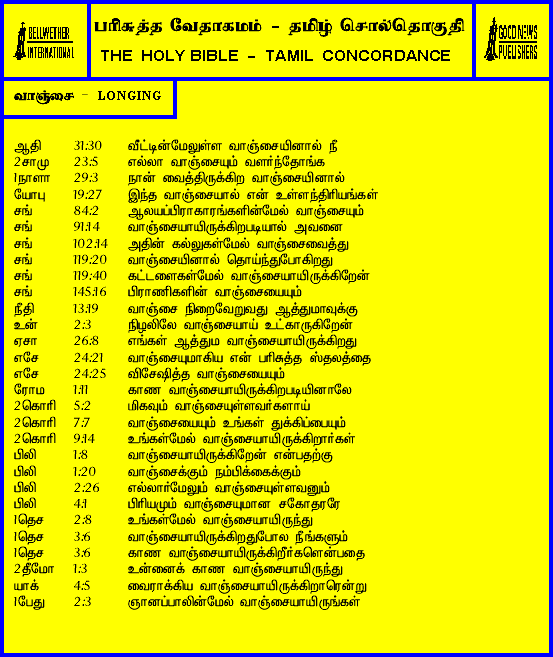 BELLWETHER
INTERNATIONAL
பரிசுத்த வேதாகமம் - தமிழ் சொல்தொகுதி
THE HOLY BIBLE - TAMIL CONCORDANCE
GOOD NEWS
PUBLISHERS
வாஞ்சை - LONGING
ஆதி 31:30 வீட்டின்மேலுள்ள வாஞ்சையினால் நீ
2சாமு 23:5 எல்லா வாஞ்சையும் வளர்ந்தோங்க
1நாளா 29:3 நான் வைத்திருக்கிற வாஞ்சையினால்
யோபு 19:27 இந்த வாஞ்சையால் என் உள்ளந்திரியங்கள்
சங் 84:2 ஆலயப்பிராகாரங்களின்மேல் வாஞ்சையும்
சங் 91:14 வாஞ்சையாயிருக்கிறபடியால் அவனை
சங் 102:14 அதின் கல்லுகள்மேல் வாஞ்சைவைத்து
சங் 119:20 வாஞ்சையினால் தொய்ந்துபோகிறது
சங் 119:40 கட்டளைகள்மேல் வாஞ்சையாயிருக்கிறேன்
சங் 145:16 பிராணிகளின் வாஞ்சையையும்
நீதி 13:19 வாஞ்சை நிறைவேறுவது ஆத்துமாவுக்கு
உன் 2:3 நிழலிலே வாஞ்சையாய் உட்காருகிறேன்
ஏசா 26:8 எங்கள் ஆத்தும வாஞ்சையாயிருக்கிறது
எசே 24:21 வாஞ்சையுமாகிய என் பரிசுத்த ஸ்தலத்தை
எசே 24:25 விசேஷித்த வாஞ்சையையும்
ரோம 1:11 காண வாஞ்சையாயிருக்கிறபடியினாலே
2கொரி 5:2 மிகவும் வாஞ்சையுள்ளவர்களாய்
2கொரி 7:7 வாஞ்சையையும் உங்கள் துக்கிப்பையும்
2கொரி 9:14 உங்கள்மேல் வாஞ்சையாயிருக்கிறார்கள்
பிலி 1:8 வாஞ்சையாயிருக்கிறேன் என்பதற்கு
பிலி 1:20 வாஞ்சைக்கும் நம்பிக்கைக்கும்
பிலி 2:26 எல்லார்மேலும் வாஞ்சையுள்ளவனும்
பிலி 4:1 பிரியமும் வாஞ்சையுமான சகோதரரே
1தெச 2:8 உங்கள்மேல் வாஞ்சையாயிருந்து
1தெச 3:6 வாஞ்சையாயிருக்கிறதுபோல நீங்களும்
1தெச 3:6 காண வாஞ்சையாயிருக்கிறீர்களென்பதை
2தீமோ 1:3 உன்னைக் காண வாஞ்சையாயிருந்து
யாக் 4:5 வைராக்கிய வாஞ்சையாயிருக்கிறாரென்று
1பேது 2:3 ஞானப்பாலின்மேல் வாஞ்சையாயிருங்கள்